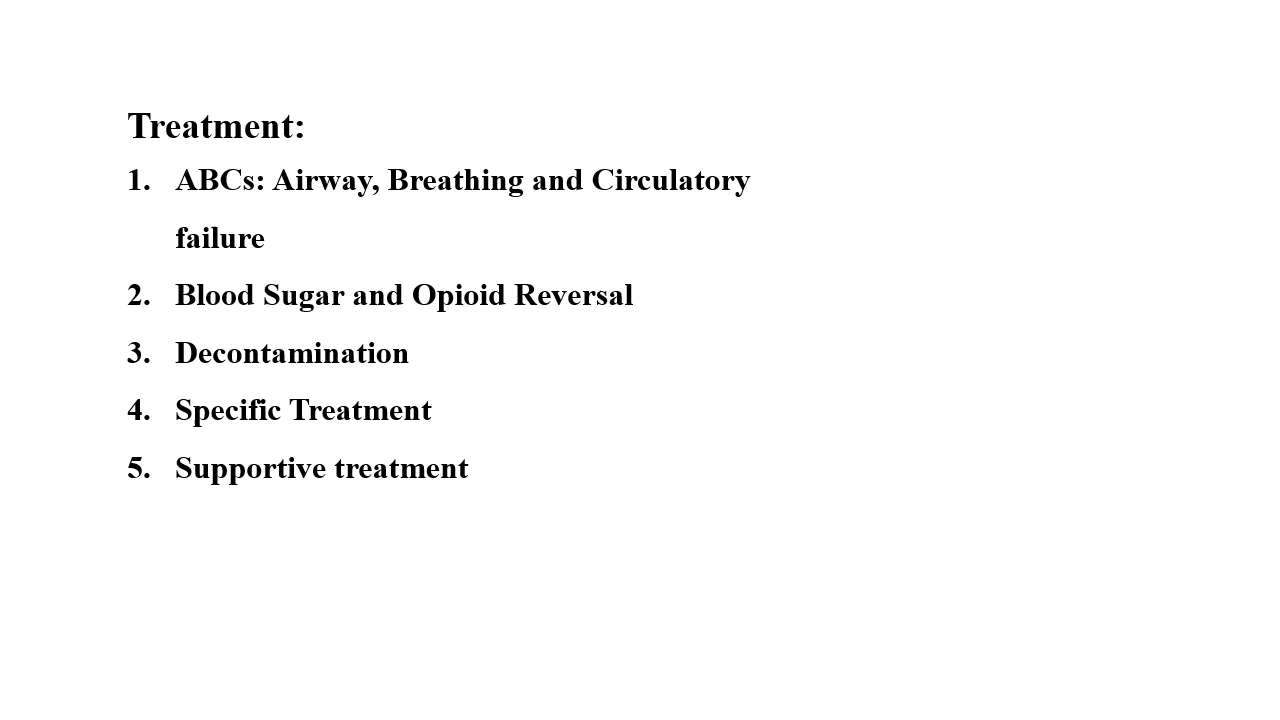 Treatment:
1. ABCs: Airway, Breathing and Circulatory
failure
2. Blood Sugar and Opioid Reversal
3. Decontamination
4. Specific Treatment
5. Supportive treatment